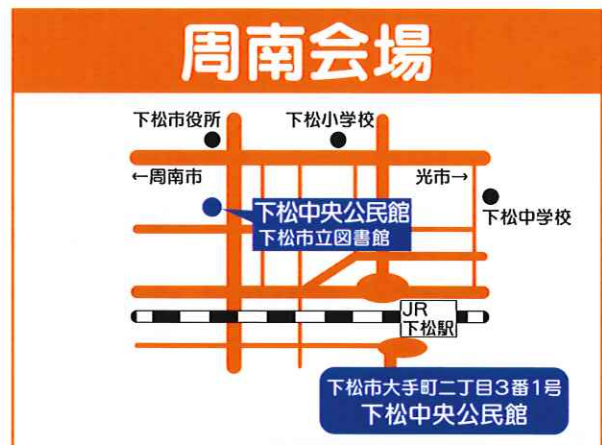 周南会場
下松市役所
下松小学校
←周南市
光市→
下松中央公民館
下松市立図書館
下松中学校
JR
下松駅
下松市大手町二丁目3番1号
下松中央公民館